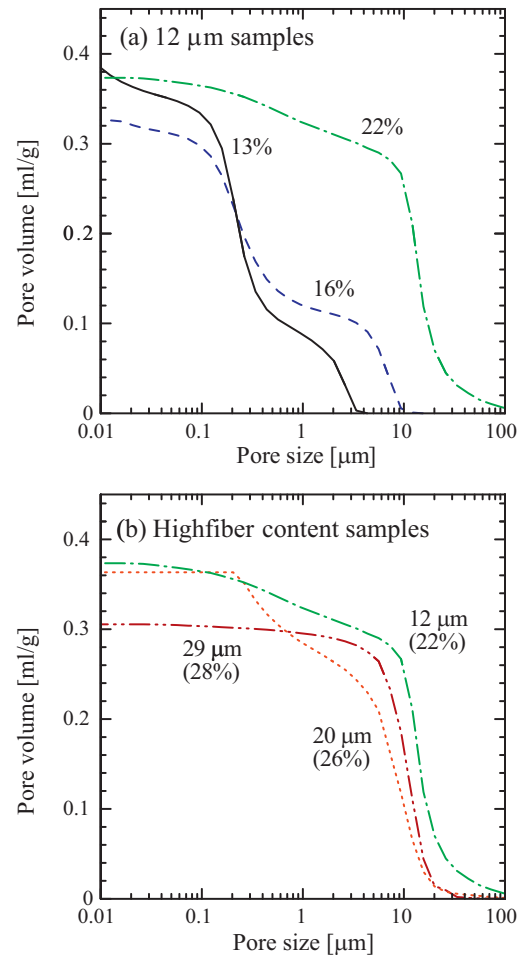 (a) 12 μm samples
0.4
0.3
0.2
0.1
0
Pore volume [ml/g]
22%
13%
16%
0.01 0.1 1 10 100
Pore size [μm]
(b) Highfiber content samples
0.4
0.3
0.2
0.1
0
Pore volume [ml/g]
12 μm
(22%)
29 μm
(28%)
20 μm
(26%)
0.01 0.1 1 10 100
Pore size [μm]